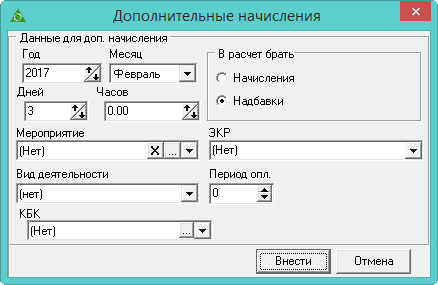 Дополнительные начисления
Данные для доп. начисления
Год Месяц
2017 Февраль
Дней Часов
3 0.00
В расчет брать
Начисления
Надбавки
Мероприятие ЭКР
(Нет) X ... (Нет)
Вид деятельности Период опл.
(нет) 0
КБК
(Нет) ...
Внести Отмена